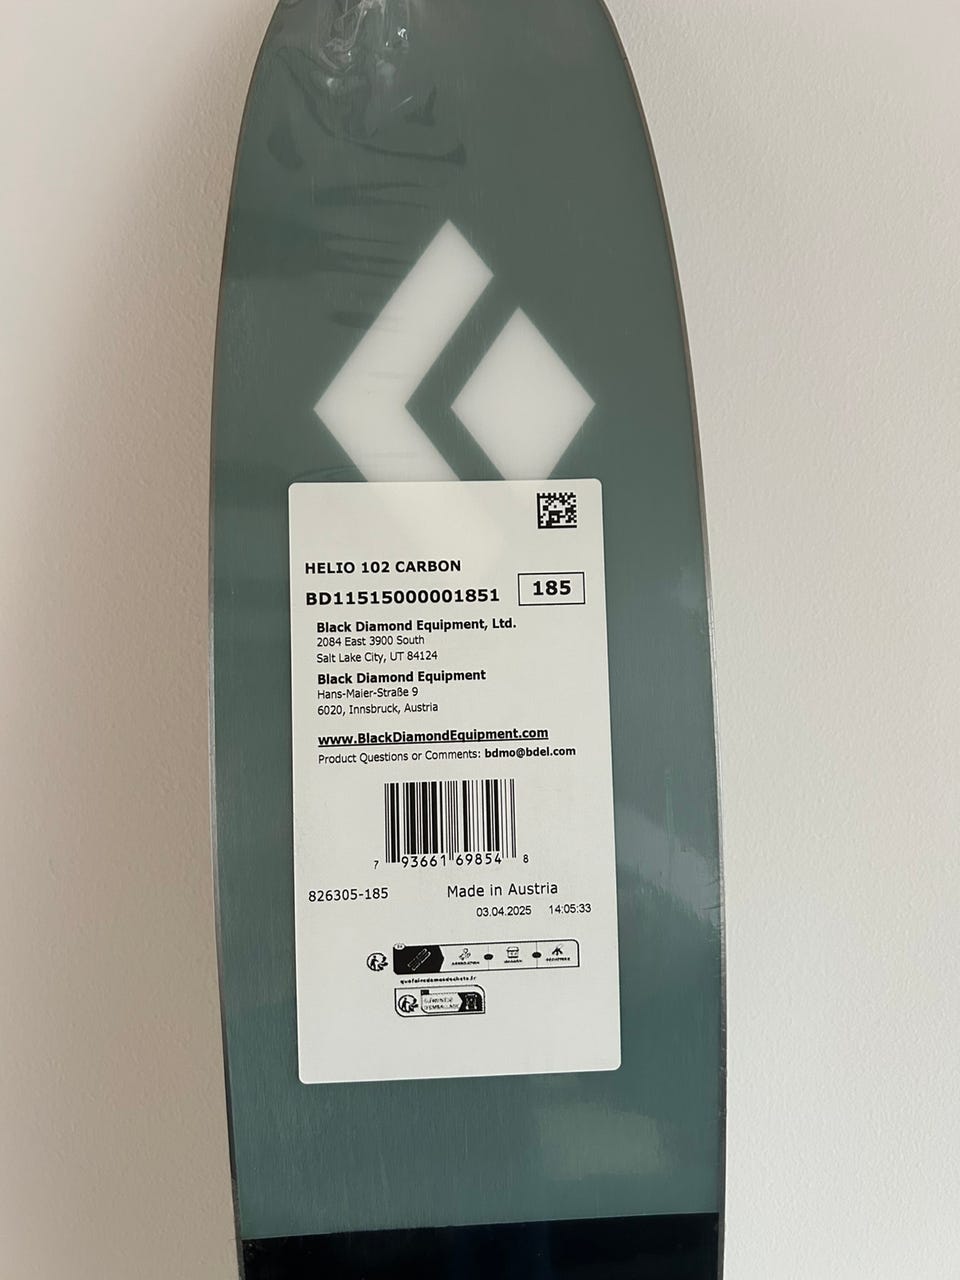 HELIO 102 CARBON
BD11515000001851
185
Black Diamond Equipment, Ltd.
2084 East 3900 South
Salt Lake City, UT 84124
Black Diamond Equipment
Hans-Maier-Straße 9
6020, Innsbruck, Austria
www.BlackDiamondEquipment.com
Product Questions or Comments: bdmo@bdel.com
7 93661 69854 8
826305-185 Made in Austria
03.04.2025 14:05:33
quefairedemesdechets.fr